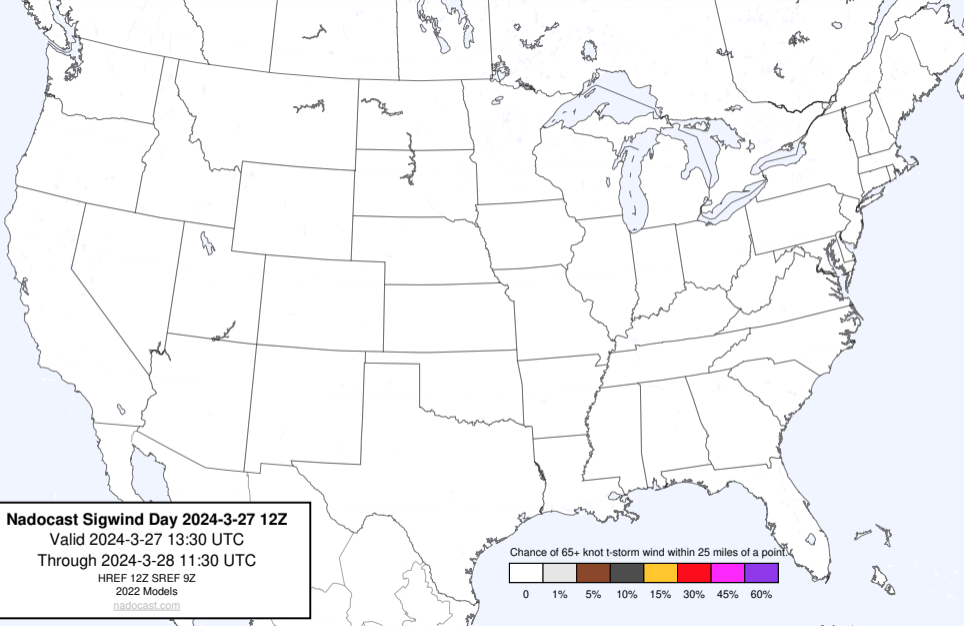 Nadocast Sigwind Day 2024-3-27 12Z
Valid 2024-3-27 13:30 UTC
Through 2024-3-28 11:30 UTC
HREF 12Z SREF 9Z
2022 Models
nadocast.com
Chance of 65+ knot t-storm wind within 25 miles of a point.
0 1% 5% 10% 15% 30% 45% 60%